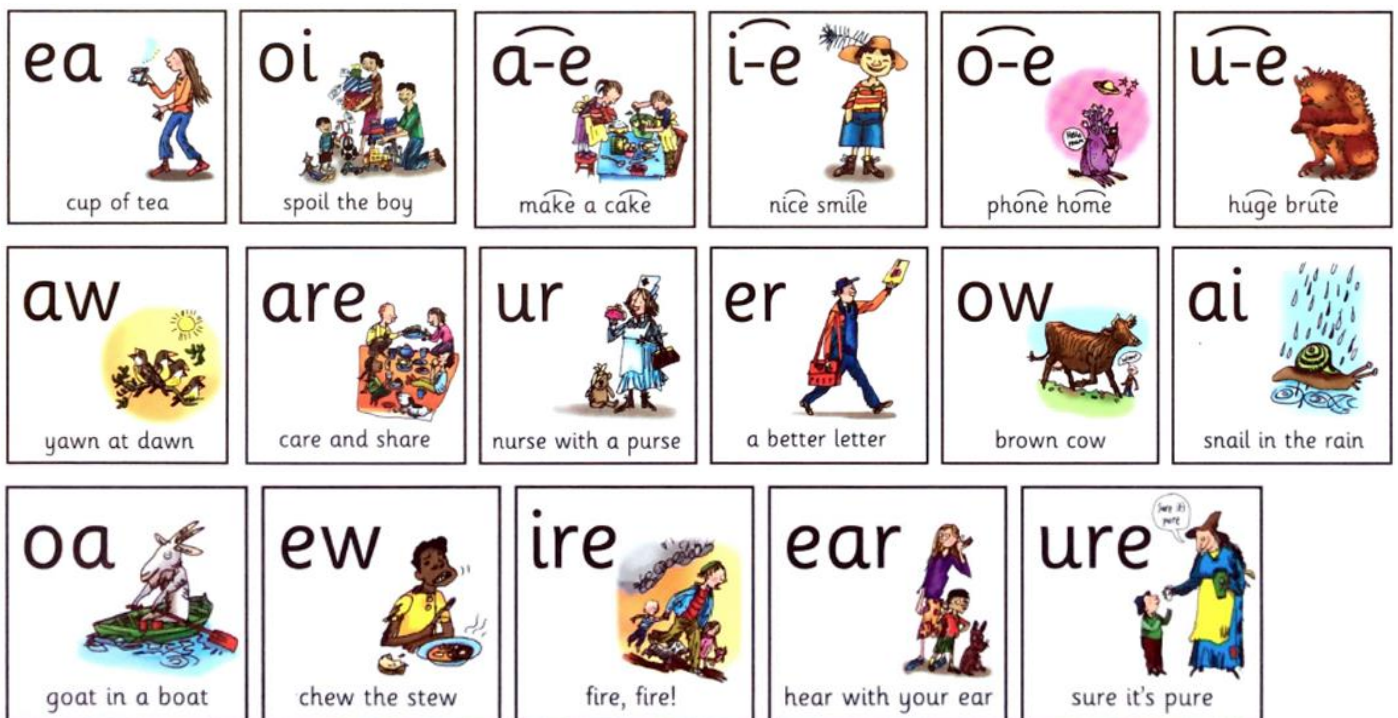 ea
cup of tea
oi
spoil the boy
a-e
make a cake
i-e
nice smile
o-e
phone home
u-e
huge brute
aw
yawn at dawn
are
care and share
ur
nurse with a purse
er
a better letter
ow
brown cow
ai
snail in the rain
oa
goat in a boat
ew
chew the stew
ire
fire, fire!
ear
hear with your ear
ure
Sure it's
pure
sure it's pure